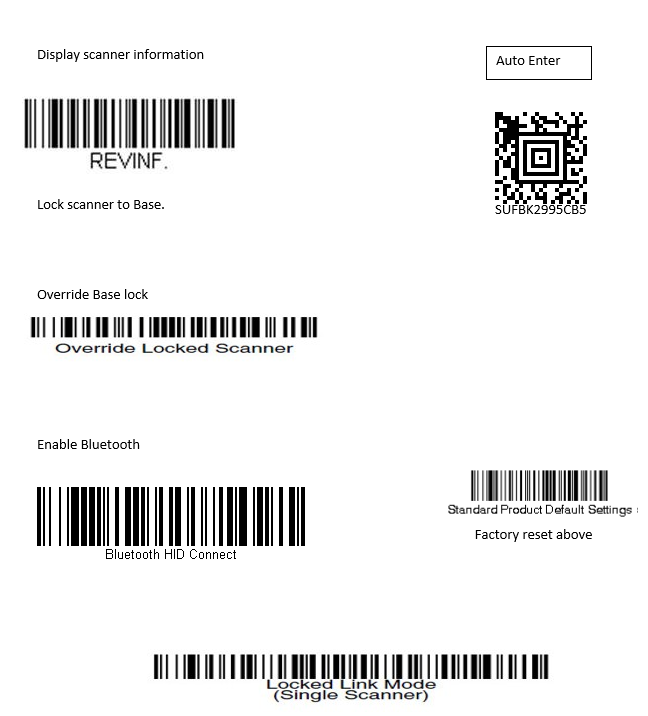 Display scanner information
Auto Enter
REVINF.
Lock scanner to Base.
SUFBK2995CB5
Override Base lock
Override Locked Scanner
Enable Bluetooth
Standard Product Default Settings
Factory reset above
Bluetooth HID Connect
Locked Link Mode
(Single Scanner)